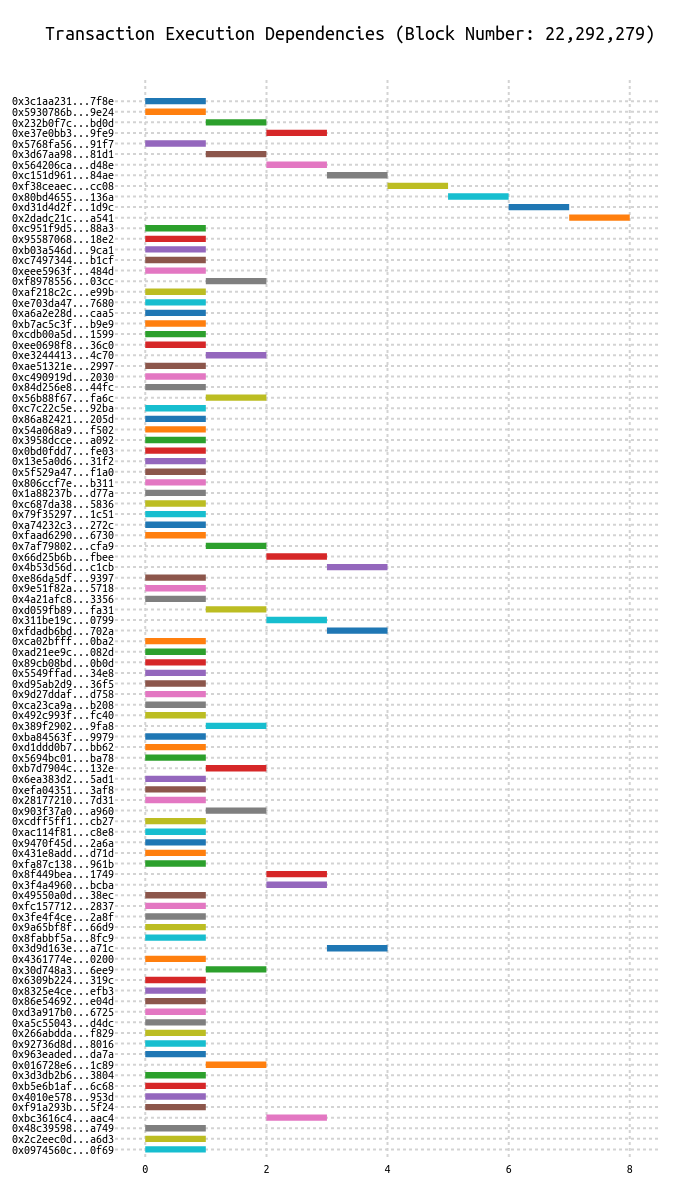 Transaction Execution Dependencies (Block Number: 22,292,279)
0x3c1aa231...7f8e
0x5930786b...9e24
0x232b0f7c...bd0d
0xe37e0bb3...9fe9
0x5768fa56...91f7
0x3d67aa98...81d1
0x564206ca...d48e
0xc151d961...84ae
0xf38ceaec...cc08
0x80bd4655...136a
0xd31d4d2f...1d9c
0x2dadc21c...a541
0xc951f9d5...88a3
0x95587068...18e2
0xb03a546d...9ca1
0xc7497344...b1cf
0xeee5963f...484d
0xf8978556...03cc
0xaf218c2c...e99b
0xe703da47...7680
0xa6a2e28d...caa5
0xb7ac5c3f...b9e9
0xcdb00a5d...1599
0xee0698f8...36c0
0xe3244413...4c70
0xae51321e...2997
0xc490919d...2030
0x84d256e8...44fc
0x56b88f67...fa6c
0xc7c22c5e...92ba
0x86a82421...205d
0x54a068a9...f502
0x3958dcce...a092
0x0bd0fdd7...fe03
0x13e5a0d6...31f2
0x5f529a47...f1a0
0x806ccf7e...b311
0x1a88237b...d77a
0xc687da38...5836
0x79f35297...1c51
0xa74232c3...272c
0xfaad6290...6730
0x7af79802...cfa9
0x66d25b6b...fbee
0x4b53d56d...c1cb
0xe86da5df...9397
0x9e51f82a...5718
0x4a21afc8...3356
0xd059fb89...fa31
0x311be19c...0799
0xfdadb6bd...702a
0xca02bfff...0ba2
0xad21ee9c...082d
0x89cb08bd...0b0d
0x5549ffad...34e8
0xd95ab2d9...36f5
0x9d27ddaf...d758
0xca23ca9a...b208
0x492c993f...fc40
0x389f2902...9fa8
0xba84563f...9979
0xd1ddd0b7...bb62
0x5694bc01...ba78
0xb7d7904c...132e
0x6ea383d2...5ad1
0xefa04351...3af8
0x28177210...7d31
0x903f37a0...a960
0xcdff5ff1...cb27
0xac114f81...c8e8
0x9470f45d...2a6a
0x431e8add...d71d
0xfa87c138...961b
0x8f449bea...1749
0x3f4a4960...bcba
0x49550a0d...38ec
0xfc157712...2837
0x3fe4f4ce...2a8f
0x9a65bf8f...66d9
0x8fabbf5a...8fc9
0x3d9d163e...a71c
0x4361774e...0200
0x30d748a3...6ee9
0x6309b224...319c
0x8325e4ce...efb3
0x86e54692...e04d
0xd3a917b0...6725
0xa5c55043...d4dc
0x266abdda...f829
0x92736d8d...8016
0x963eaded...da7a
0x016728e6...1c89
0x3d3db2b6...3804
0xb5e6b1af...6c68
0x4010e578...953d
0xf91a293b...5f24
0xbc3616c4...aac4
0x48c39598...a749
0x2c2eec0d...a6d3
0x0974560c...0f69
0 2 4 6 8